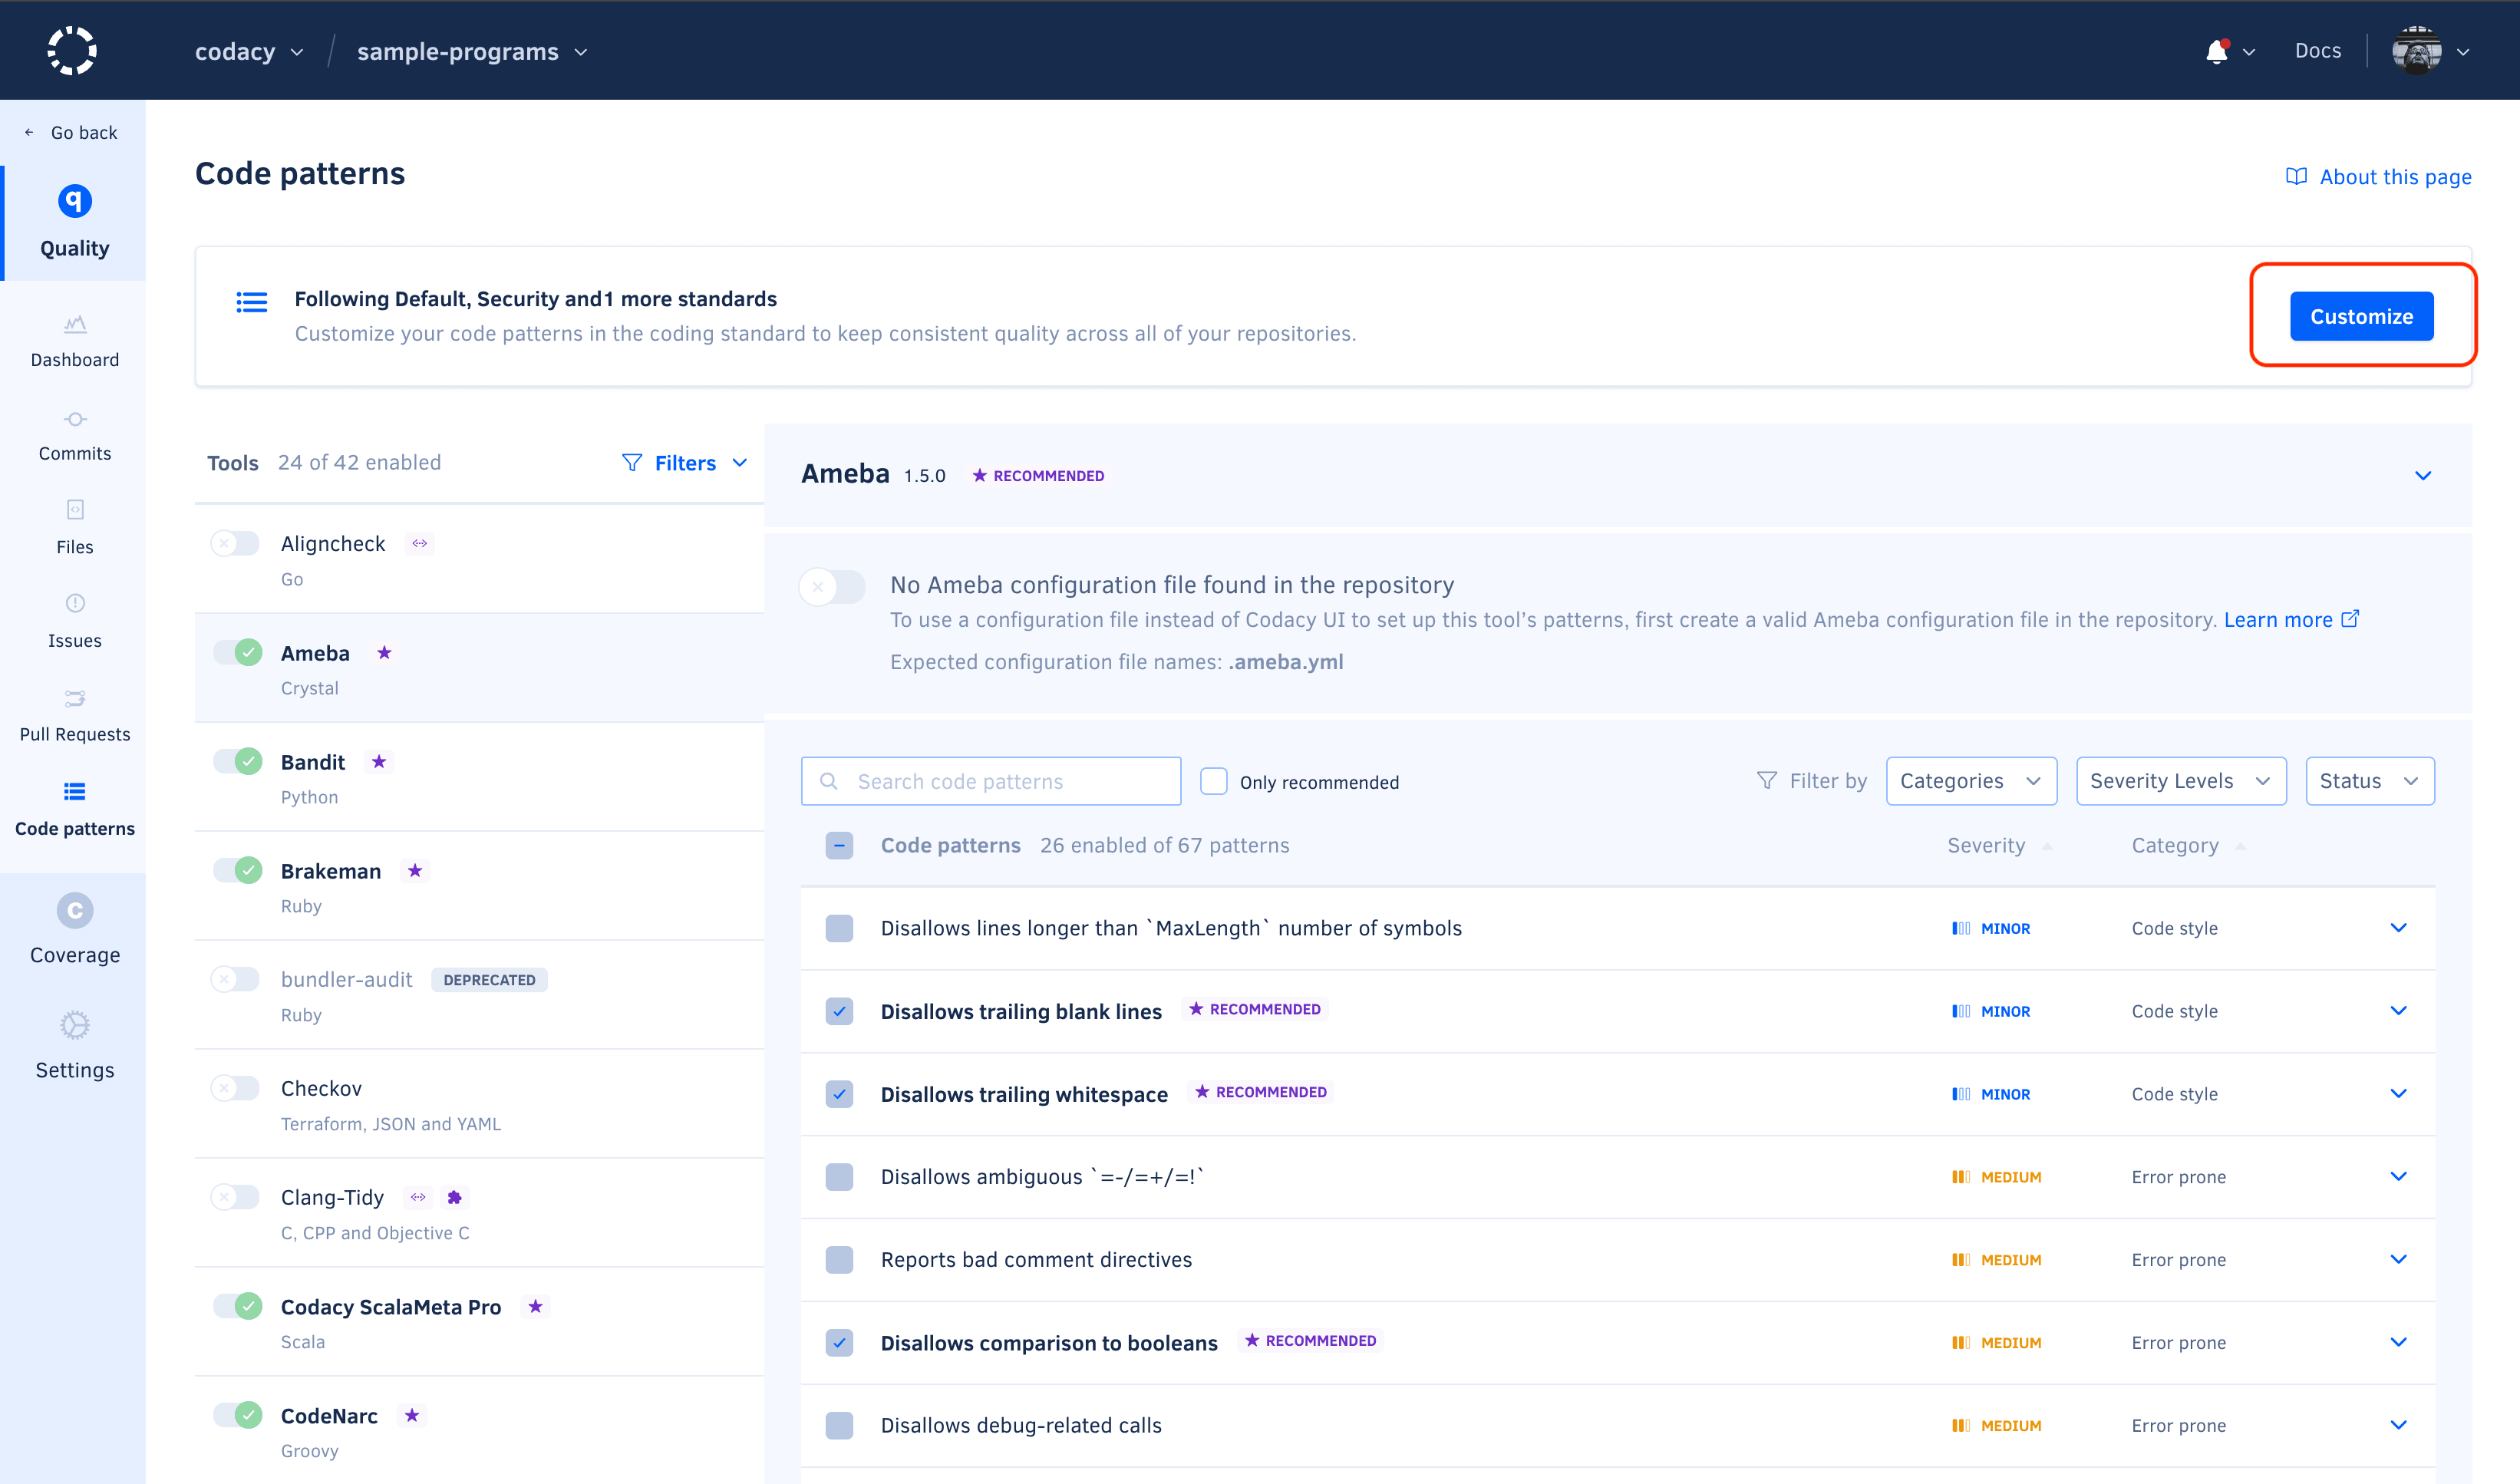 codacy / sample-programs
Docs
Go back
Quality
Dashboard
Commits
Files
Issues
Pull Requests
Code patterns
Coverage
Settings
Code patterns
About this page
Following Default, Security and1 more standards
Customize your code patterns in the coding standard to keep consistent quality across all of your repositories.
Customize
Tools 24 of 42 enabled Filters
Aligncheck
Go
Ameba
Crystal
Bandit
Python
Brakeman
Ruby
bundler-audit DEPRECATED
Ruby
Checkov
Terraform, JSON and YAML
Clang-Tidy
C, CPP and Objective C
Codacy ScalaMeta Pro
Scala
CodeNarc
Groovy
Ameba 1.5.0 RECOMMENDED
No Ameba configuration file found in the repository
To use a configuration file instead of Codacy UI to set up this tool’s patterns, first create a valid Ameba configuration file in the repository. Learn more
Expected configuration file names: .ameba.yml
Search code patterns Only recommended Filter by Categories Severity Levels Status
Code patterns 26 enabled of 67 patterns Severity Category
Disallows lines longer than `MaxLength` number of symbols MINOR Code style
Disallows trailing blank lines RECOMMENDED MINOR Code style
Disallows trailing whitespace RECOMMENDED MINOR Code style
Disallows ambiguous `=-/=+/=!` MEDIUM Error prone
Reports bad comment directives MEDIUM Error prone
Disallows comparison to booleans RECOMMENDED MEDIUM Error prone
Disallows debug-related calls MEDIUM Error prone